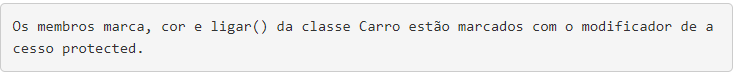 Os membros marca, cor e ligar() da classe Carro estão marcados com o modificador de a
cesso protected.